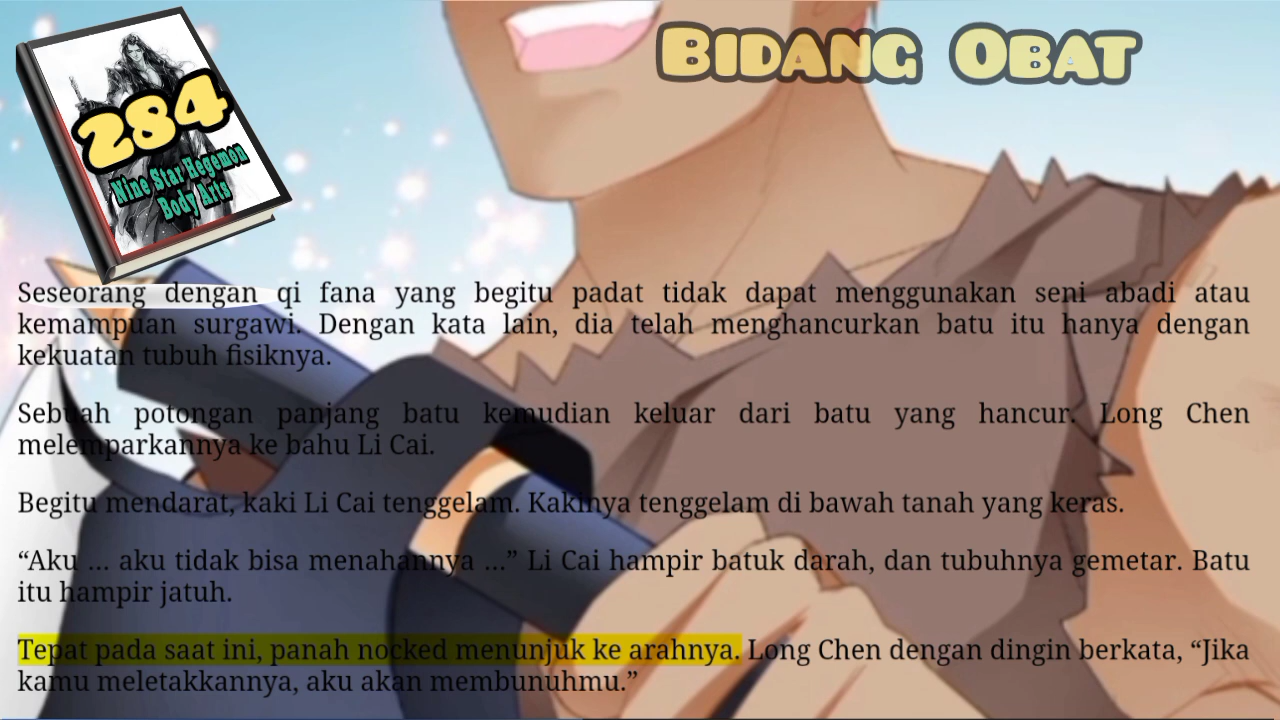 Bidang Obat
284
Nine Star Hegemon
Body Arts
Seseorang dengan qi fana yang begitu padat tidak dapat menggunakan seni abadi atau
kemampuan surgawi. Dengan kata lain, dia telah menghancurkan batu itu hanya dengan
kekuatan tubuh fisiknya.
Sebuah potongan panjang batu kemudian keluar dari batu yang hancur. Long Chen
melemparkannya ke bahu Li Cai.
Begitu mendarat, kaki Li Cai tenggelam. Kakinya tenggelam di bawah tanah yang keras.
“Aku ... aku tidak bisa menahannya ...” Li Cai hampir batuk darah, dan tubuhnya gemetar. Batu
itu hampir jatuh.
Tepat pada saat ini, panah nocked menunjuk ke arahnya. Long Chen dengan dingin berkata, “Jika
kamu meletakkannya, aku akan membunuhmu.”